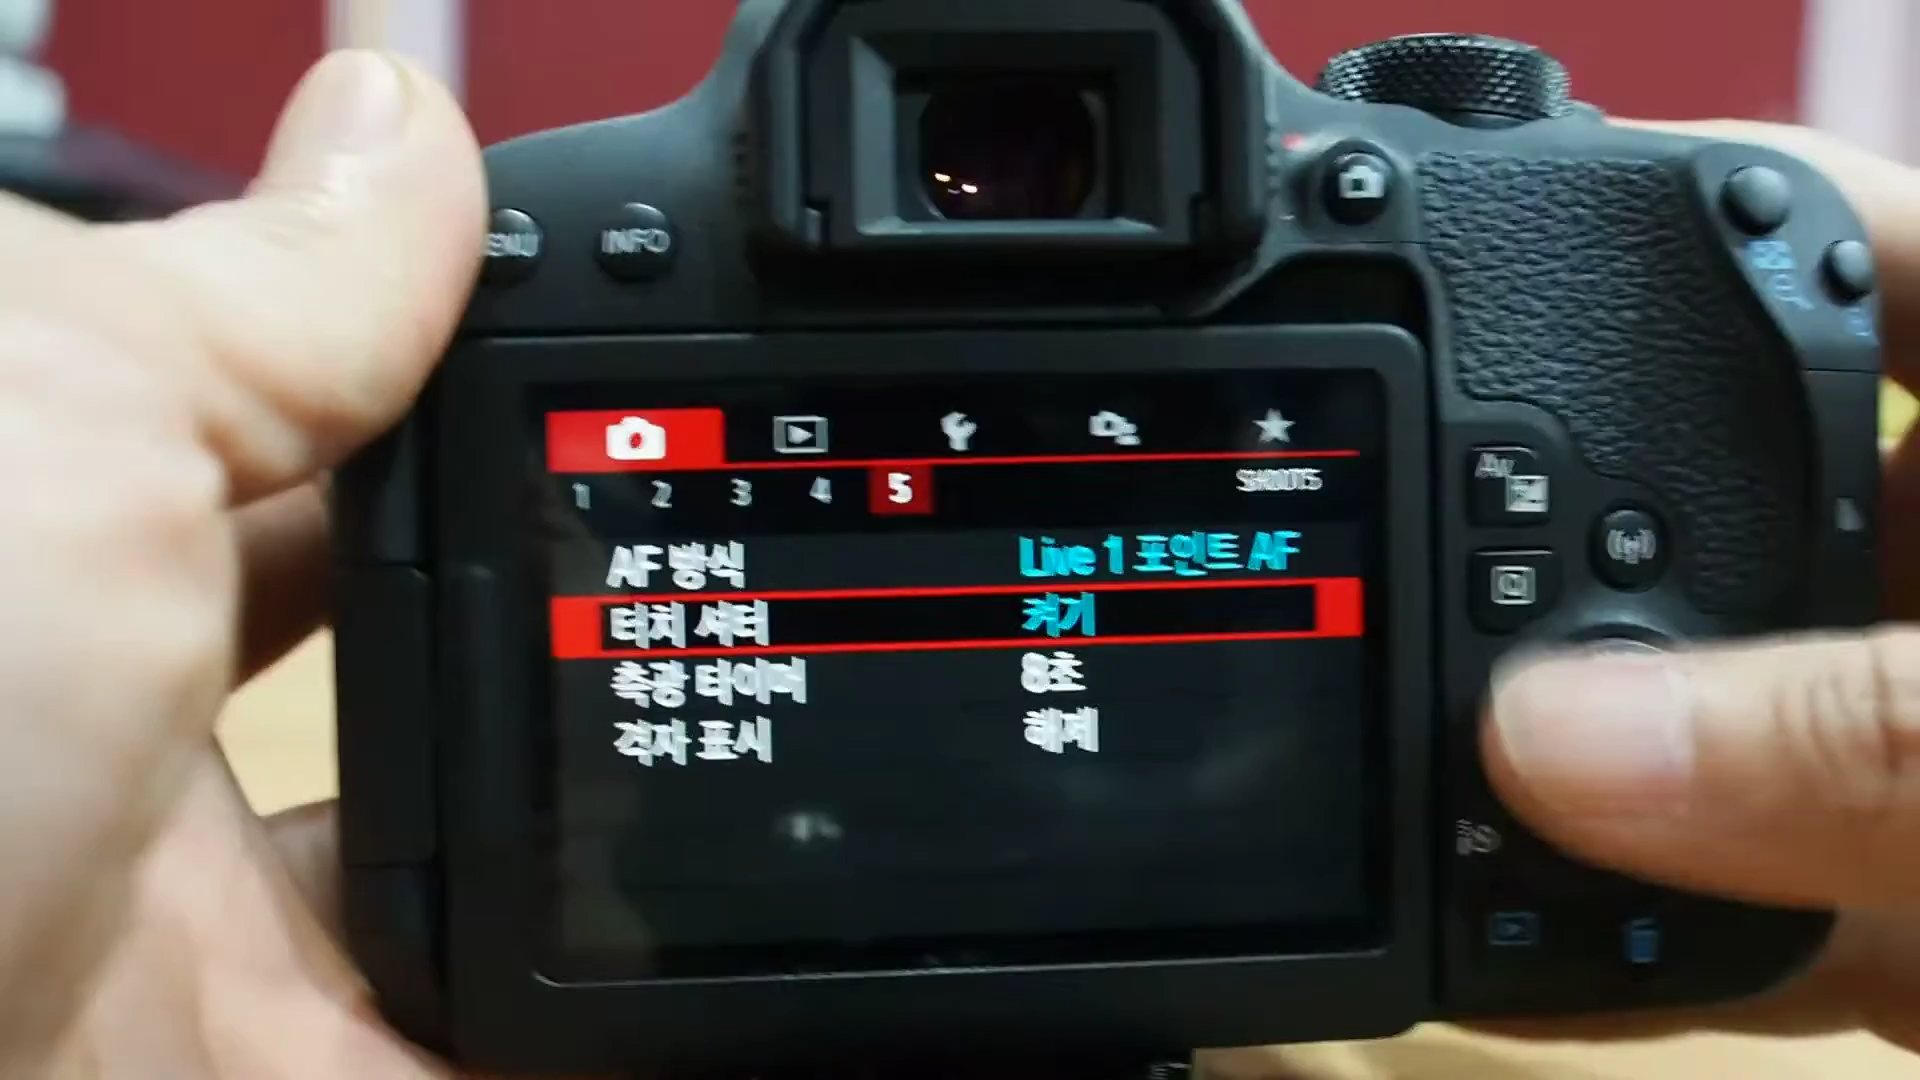 INFO
1 2 3 4 5 SHOOT5
AF 방식 Live 1 포인트 AF
터치 셔터 켜기
측광 타이머 8초
격자 표시 해제
Av
Q